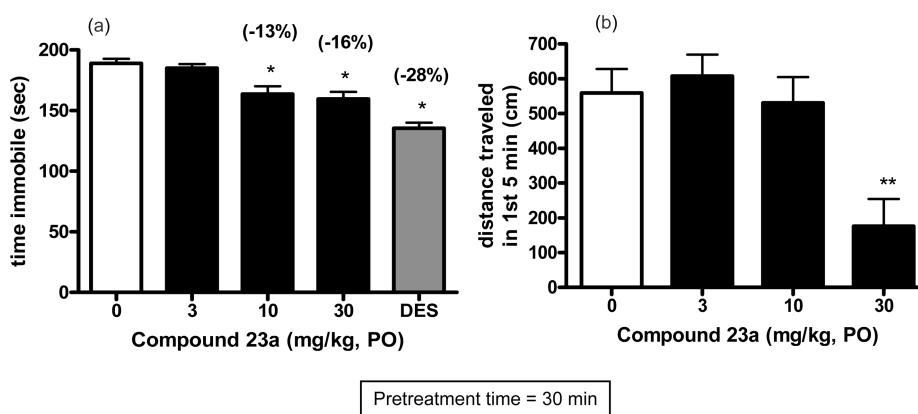 (a)
(-13%)
(-16%)
(-28%)
* * *
time immobile (sec)
200
150
100
50
0
0 3 10 30 DES
Compound 23a (mg/kg, PO)
(b)
distance traveled
in 1st 5 min (cm)
700
600
500
400
300
200
100
0
**
0 3 10 30
Compound 23a (mg/kg, PO)
Pretreatment time = 30 min